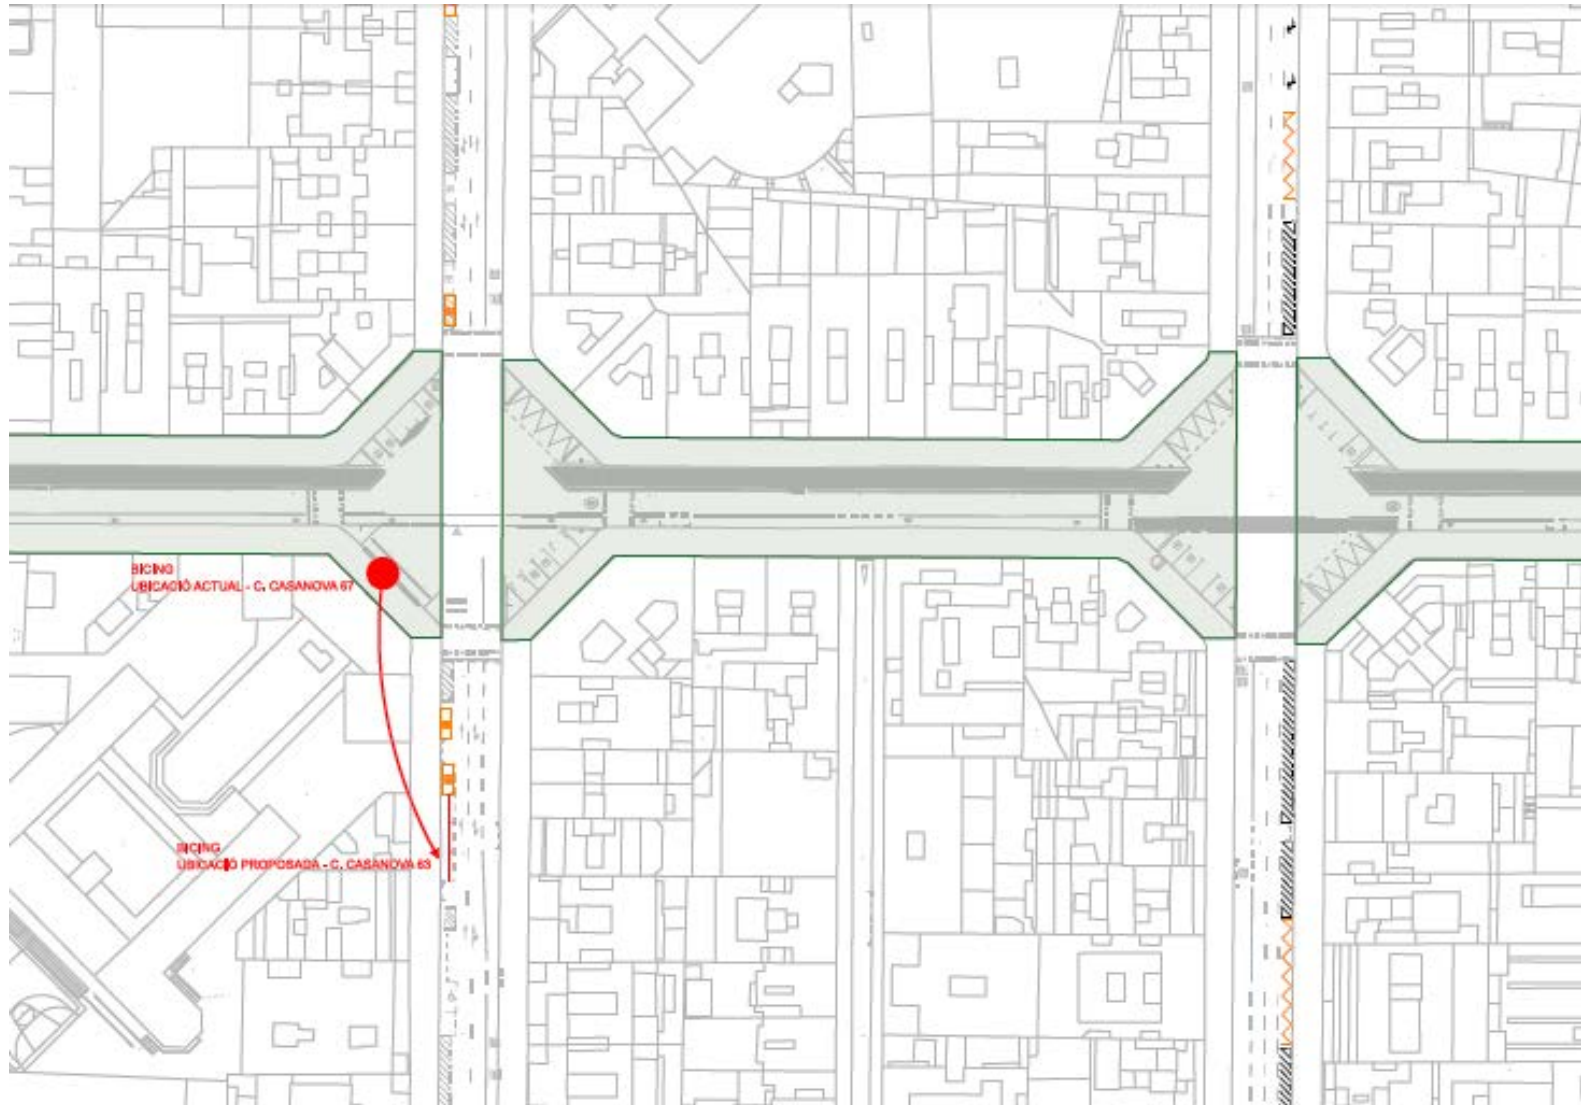 BICING
UBICACIÓ ACTUAL - C. CASANOVA 67
BICING
UBICACIÓ PROPOSADA - C. CASANOVA 63